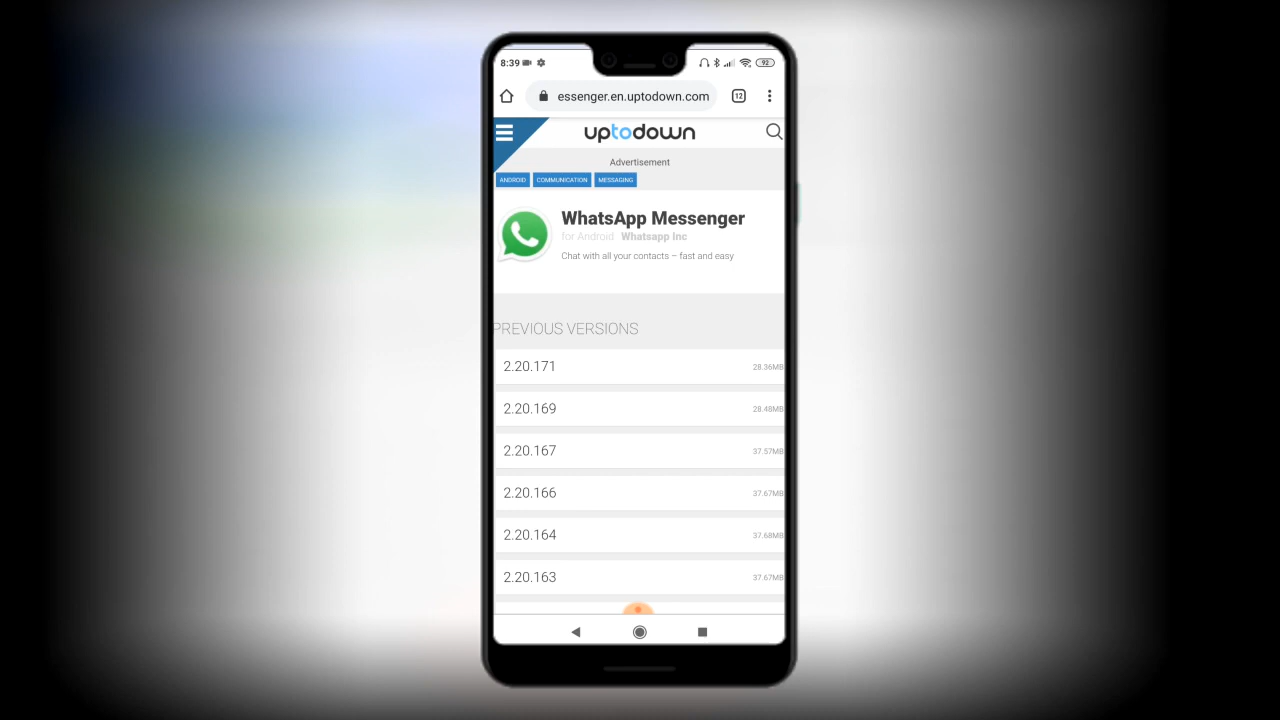 8:39 92
essenger.en.uptodown.com 12
uptodown
Advertisement
ANDROID COMMUNICATION MESSAGING
WhatsApp Messenger
for Android Whatsapp Inc
Chat with all your contacts – fast and easy
PREVIOUS VERSIONS
2.20.171 28.36MB
2.20.169 28.48MB
2.20.167 37.57MB
2.20.166 37.67MB
2.20.164 37.68MB
2.20.163 37.67MB